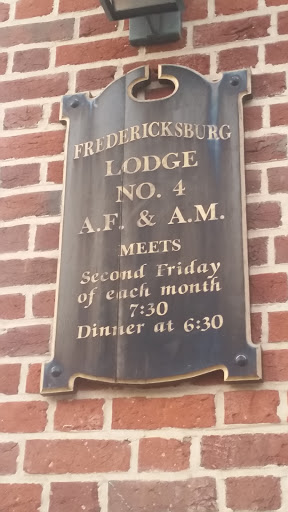 FREDERICKSBURG
LODGE
NO. 4
A.F. & A.M.
MEETS
Second Friday
of each month
7:30
Dinner at 6:30